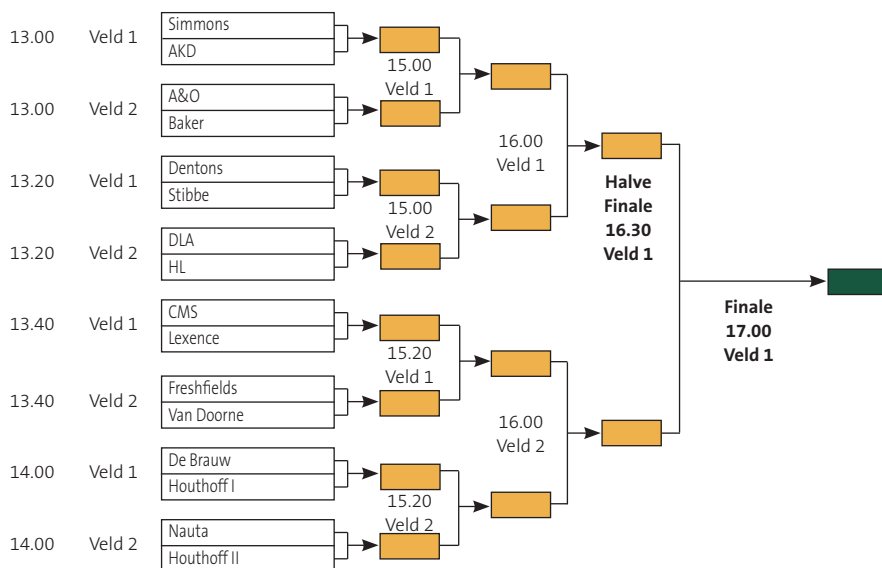 13.00 Veld 1 Simmons
AKD
15.00
Veld 1
13.00 Veld 2 A&O
Baker
16.00
Veld 1
13.20 Veld 1 Dentons
Stibbe
15.00
Veld 2
13.20 Veld 2 DLA
HL
Halve
Finale
16.30
Veld 1
13.40 Veld 1 CMS
Lexence
15.20
Veld 1
13.40 Veld 2 Freshfields
Van Doorne
16.00
Veld 2
14.00 Veld 1 De Brauw
Houthoff I
15.20
Veld 2
14.00 Veld 2 Nauta
Houthoff II
Finale
17.00
Veld 1